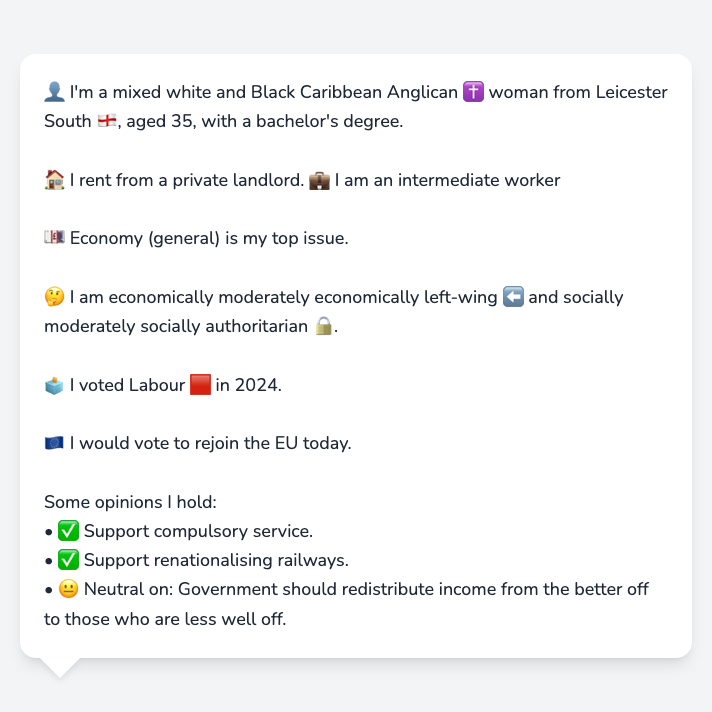 👤 I'm a mixed white and Black Caribbean Anglican ✝️ woman from Leicester
South 🏴󠁧󠁢󠁥󠁮󠁧󠁿, aged 35, with a bachelor's degree.
🏠 I rent from a private landlord. 💼 I am an intermediate worker
💷 Economy (general) is my top issue.
🤔 I am economically moderately economically left-wing ⬅️ and socially
moderately socially authoritarian 🔒.
🗳️ I voted Labour 🟥 in 2024.
🇪🇺 I would vote to rejoin the EU today.
Some opinions I hold:
• ✅ Support compulsory service.
• ✅ Support renationalising railways.
• 😐 Neutral on: Government should redistribute income from the better off
to those who are less well off.